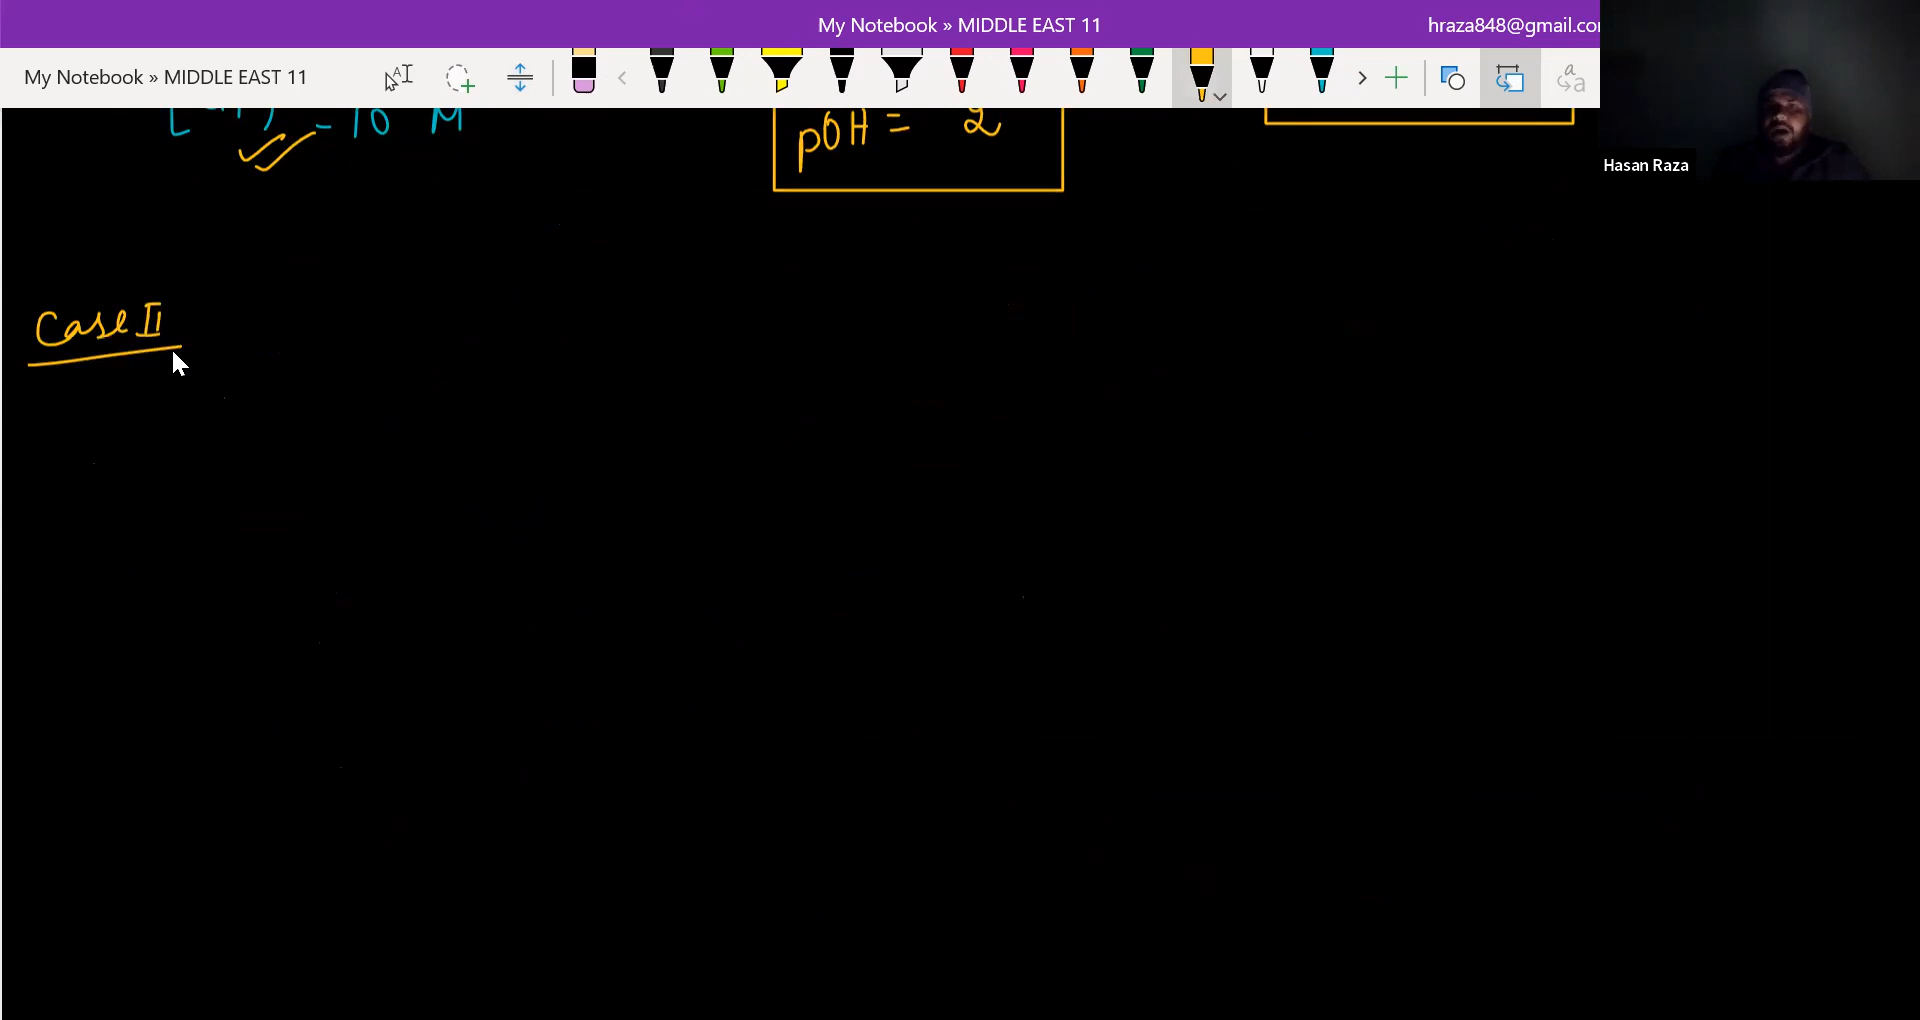 My Notebook » MIDDLE EAST 11
hraza848@gmail.co
My Notebook » MIDDLE EAST 11
= 10 M
pOH = 2
Hasan Raza
Case II